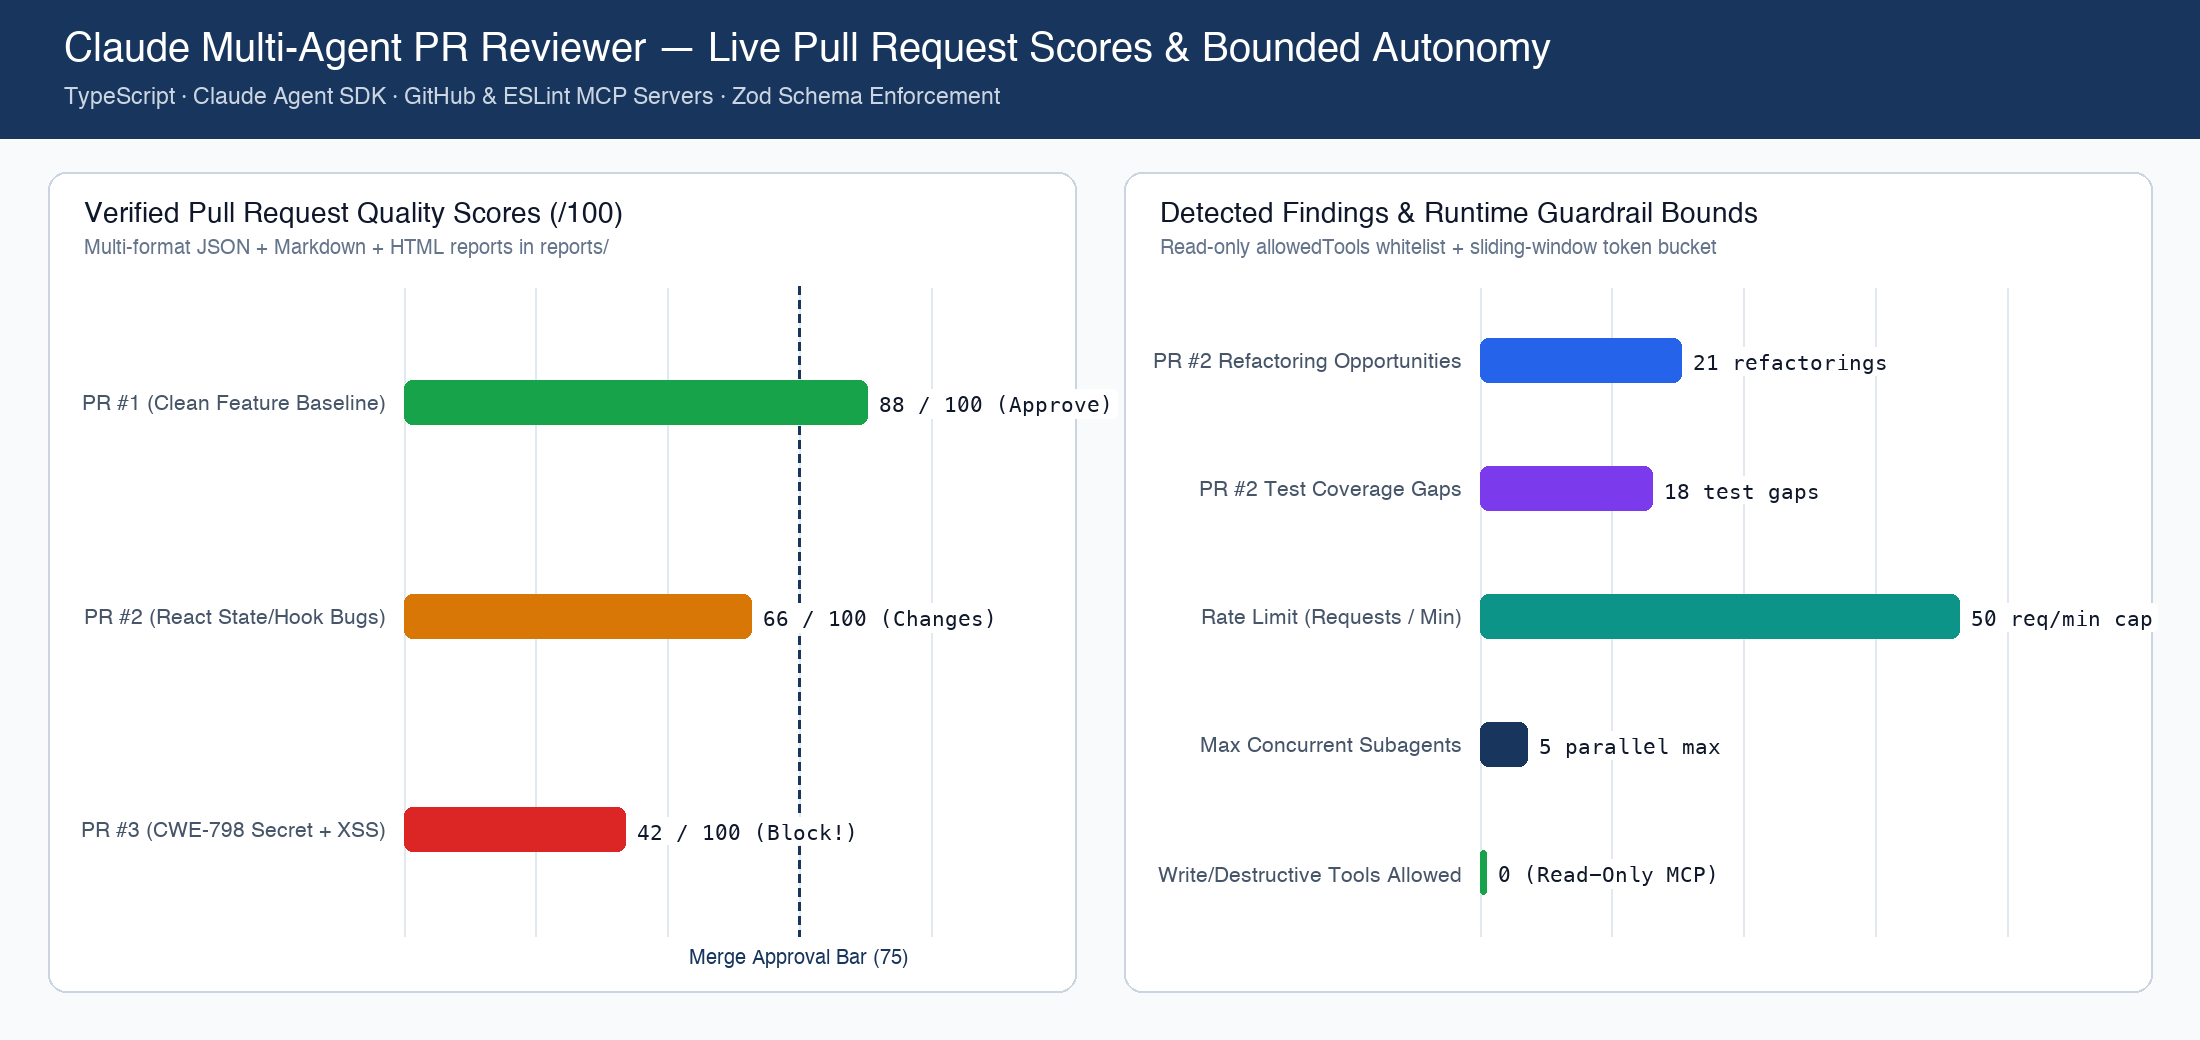 Claude Multi-Agent PR Reviewer — Live Pull Request Scores & Bounded Autonomy
TypeScript · Claude Agent SDK · GitHub & ESLint MCP Servers · Zod Schema Enforcement
Verified Pull Request Quality Scores (/100)
Multi-format JSON + Markdown + HTML reports in reports/
PR #1 (Clean Feature Baseline)
88 / 100 (Approve)
PR #2 (React State/Hook Bugs)
66 / 100 (Changes)
PR #3 (CWE-798 Secret + XSS)
42 / 100 (Block!)
Merge Approval Bar (75)
Detected Findings & Runtime Guardrail Bounds
Read-only allowedTools whitelist + sliding-window token bucket
PR #2 Refactoring Opportunities
21 refactorings
PR #2 Test Coverage Gaps
18 test gaps
Rate Limit (Requests / Min)
50 req/min cap
Max Concurrent Subagents
5 parallel max
Write/Destructive Tools Allowed
0 (Read−Only MCP)